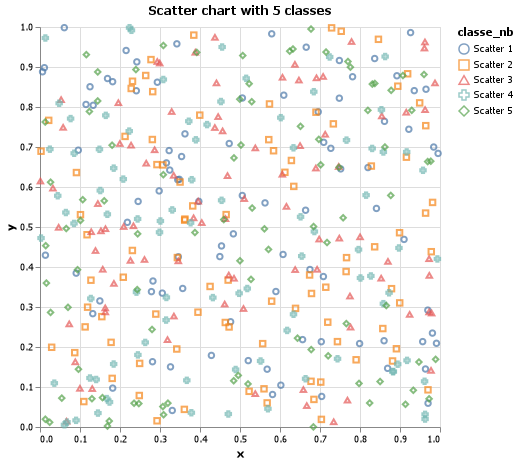 Scatter chart with 5 classes
classe_nb
Scatter 1
Scatter 2
Scatter 3
Scatter 4
Scatter 5
y
1.0
0.9
0.8
0.7
0.6
0.5
0.4
0.3
0.2
0.1
0.0
0.0 0.1 0.2 0.3 0.4 0.5 0.6 0.7 0.8 0.9 1.0
x